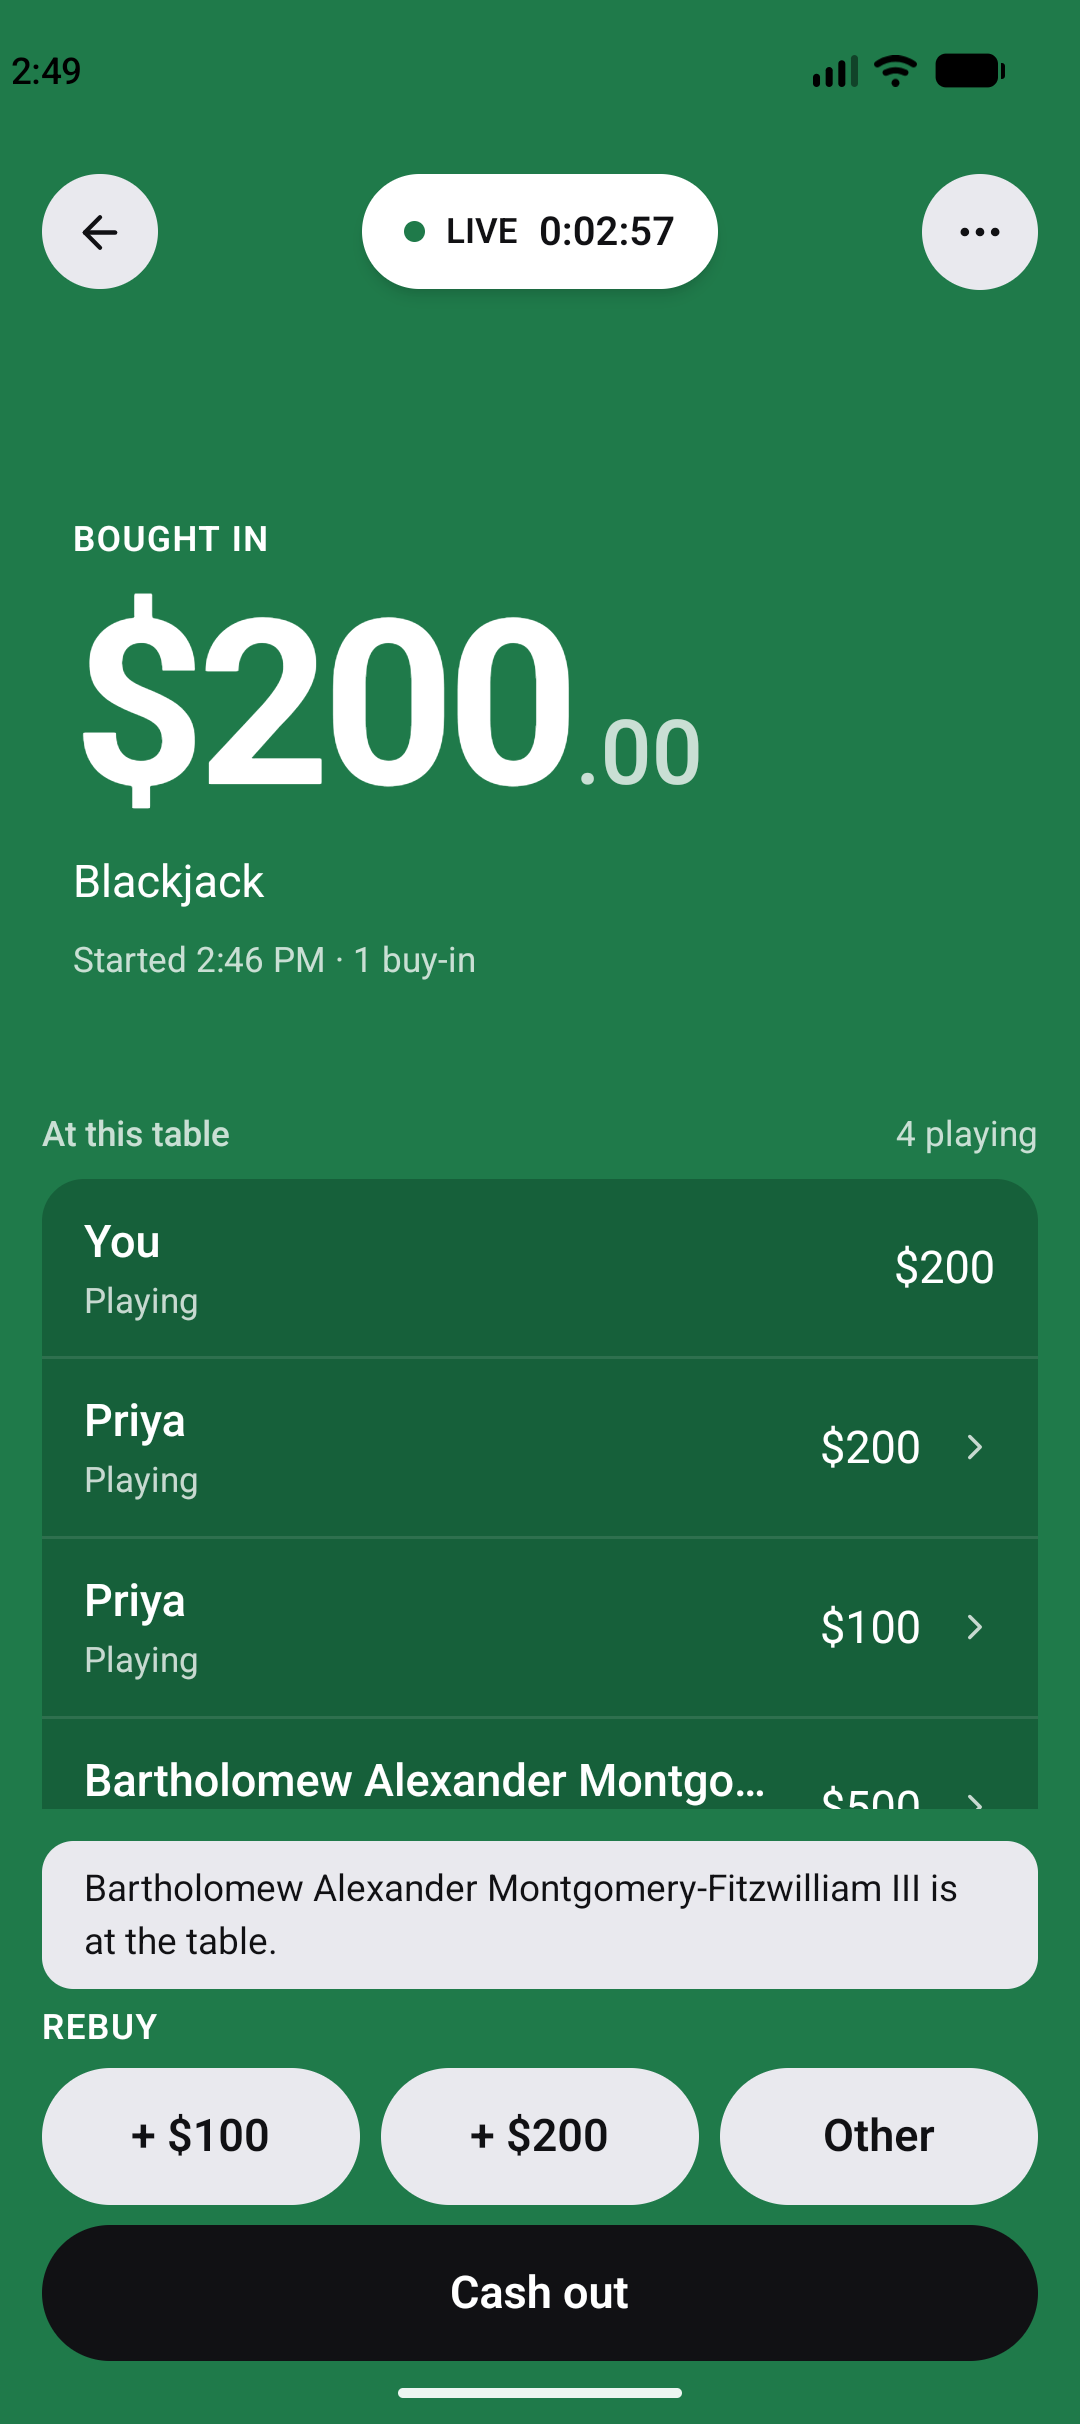 2:49
LIVE 0:02:57
BOUGHT IN
$200.00
Blackjack
Started 2:46 PM · 1 buy-in
At this table 4 playing
You
$200
Playing
Priya
$200
Playing
Priya
$100
Playing
Bartholomew Alexander Montgo...
$500
Bartholomew Alexander Montgomery-Fitzwilliam III is
at the table.
REBUY
+ $100 + $200 Other
Cash out